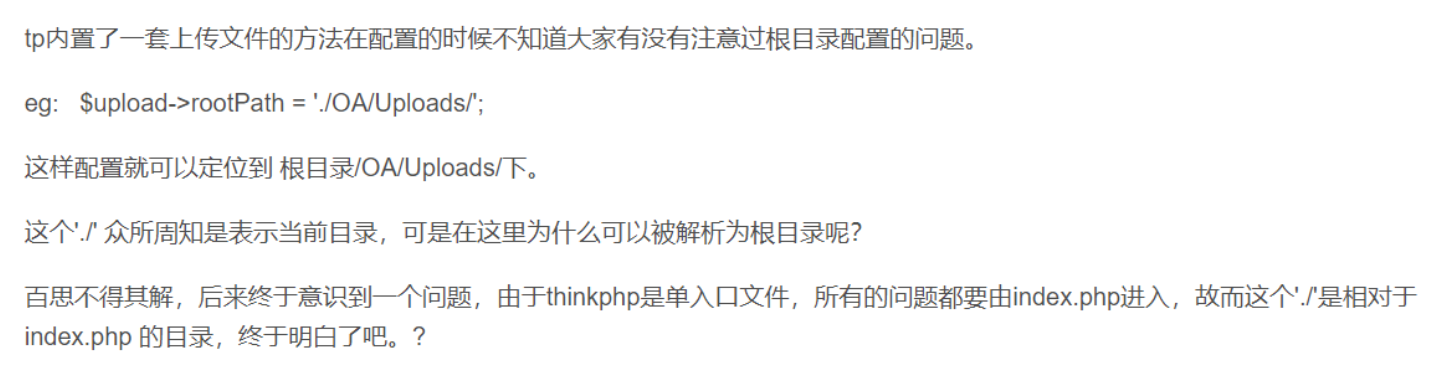 tp内置了一套上传文件的方法在配置的时候不知道大家有没有注意过根目录配置的问题。
eg:   $upload->rootPath = './OA/Uploads/';
这样配置就可以定位到 根目录/OA/Uploads/下。
这个'./' 众所周知是表示当前目录，可是在这里为什么可以被解析为根目录呢？
百思不得其解，后来终于意识到一个问题，由于thinkphp是单入口文件，所有的问题都要由index.php进入，故而这个'./'是相对于
index.php 的目录，终于明白了吧。？